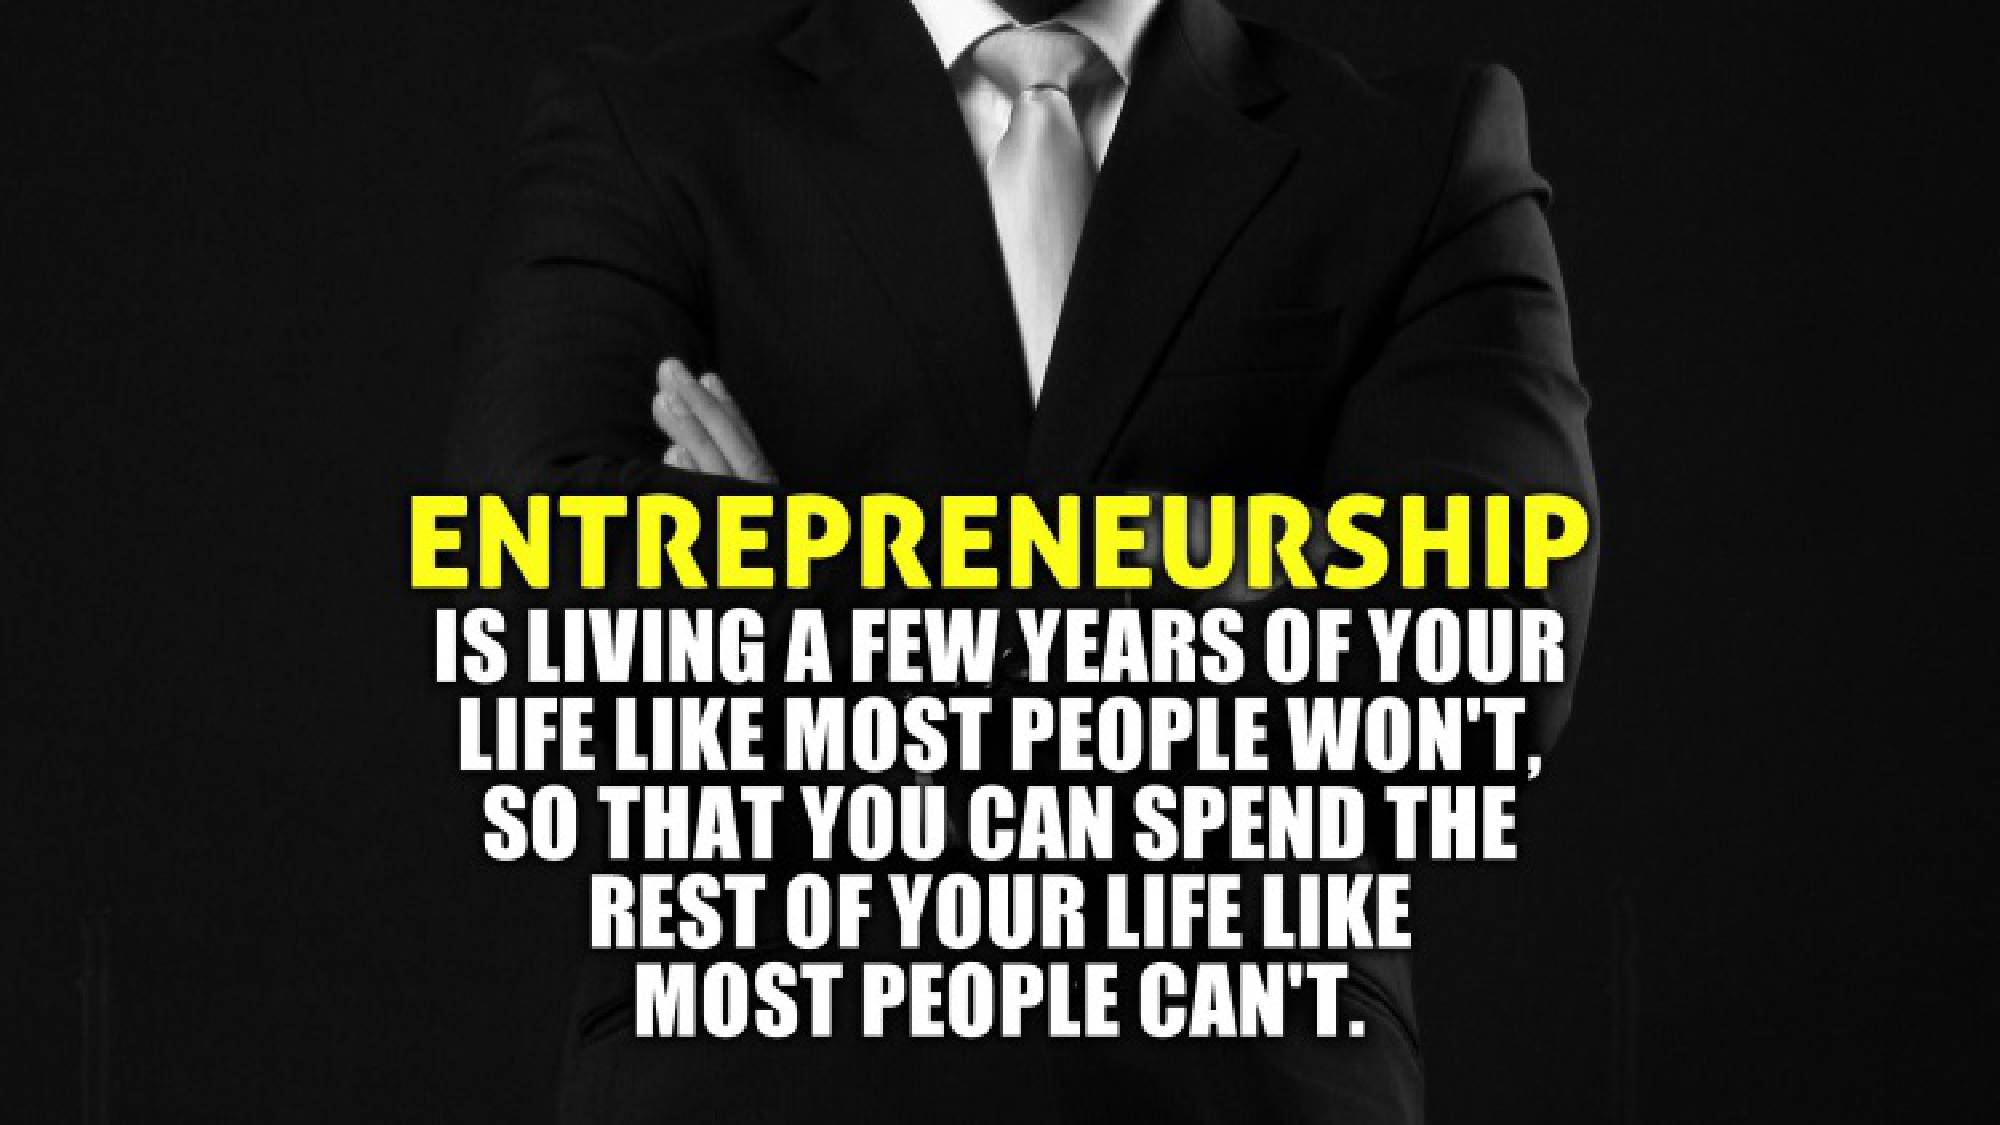 ENTREPRENEURSHIP
IS LIVING A FEW YEARS OF YOUR
LIFE LIKE MOST PEOPLE WON'T,
SO THAT YOU CAN SPEND THE
REST OF YOUR LIFE LIKE
MOST PEOPLE CAN'T.